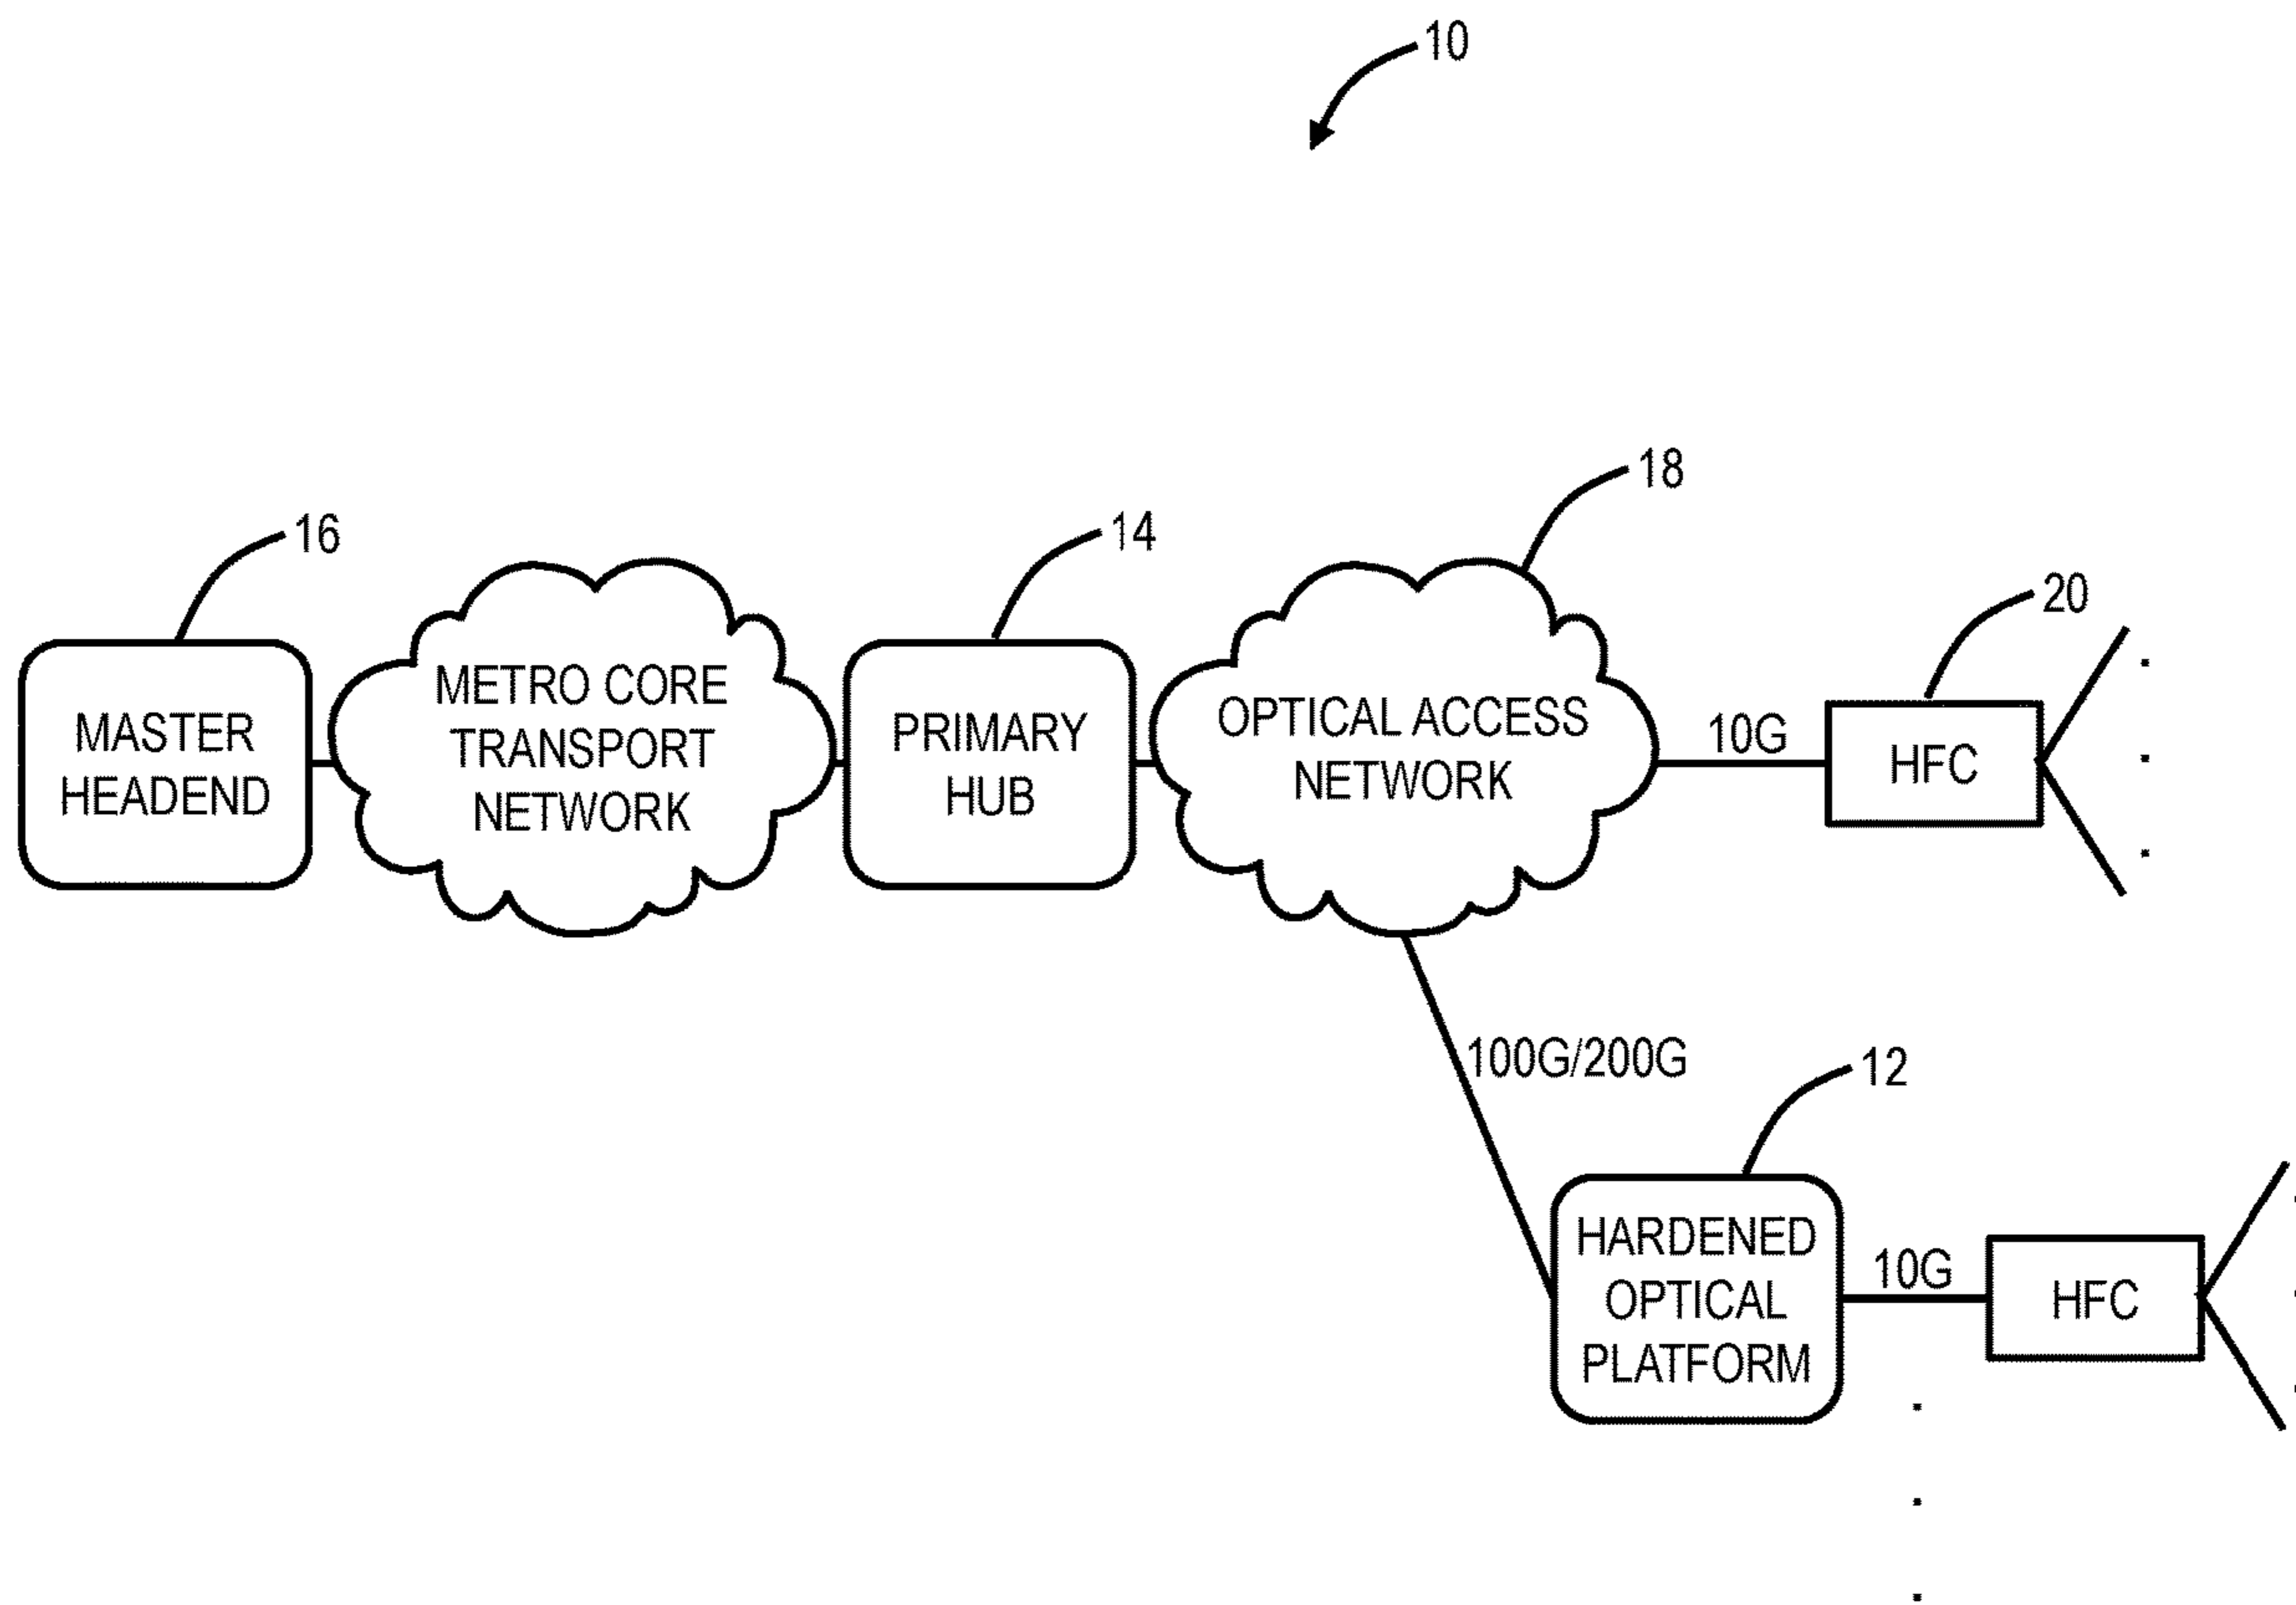 10
18
16
14
20
METRO CORE
TRANSPORT
NETWORK
MASTER
HEADEND
PRIMARY
HUB
OPTICAL ACCESS
NETWORK
10G
HFC
100G/200G
12
HARDENED
OPTICAL
PLATFORM
10G
HFC